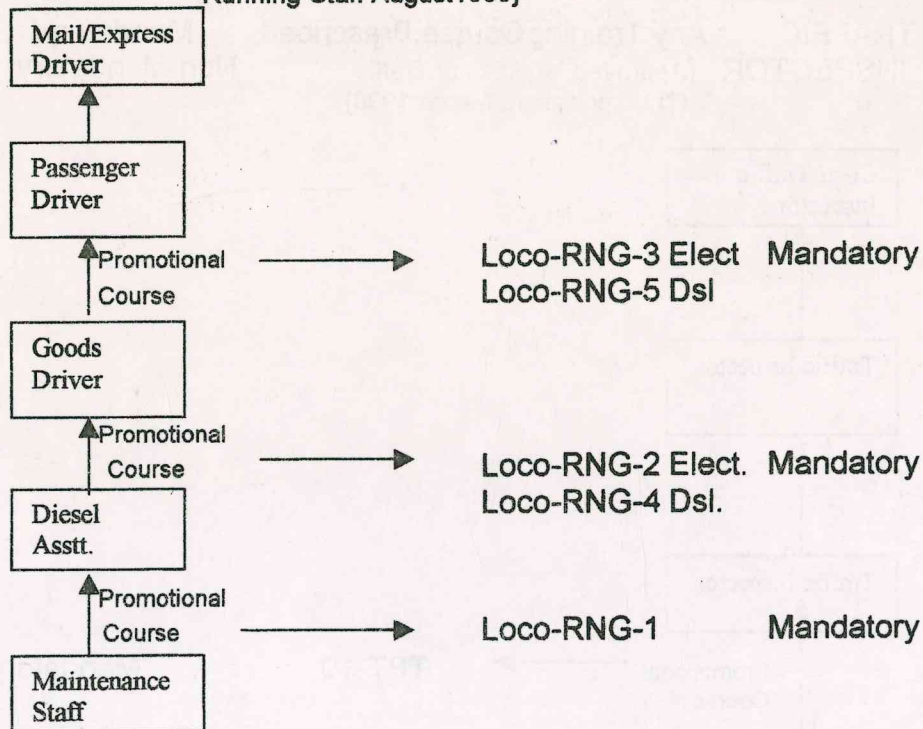 Running Staff August1990]
Mail/Express
Driver
Passenger
Driver
Promotional
Course
Loco-RNG-3 Elect Mandatory
Loco-RNG-5 Dsl
Goods
Driver
Promotional
Course
Loco-RNG-2 Elect. Mandatory
Loco-RNG-4 Dsl.
Diesel
Asstt.
Promotional
Course
Loco-RNG-1 Mandatory
Maintenance
Staff